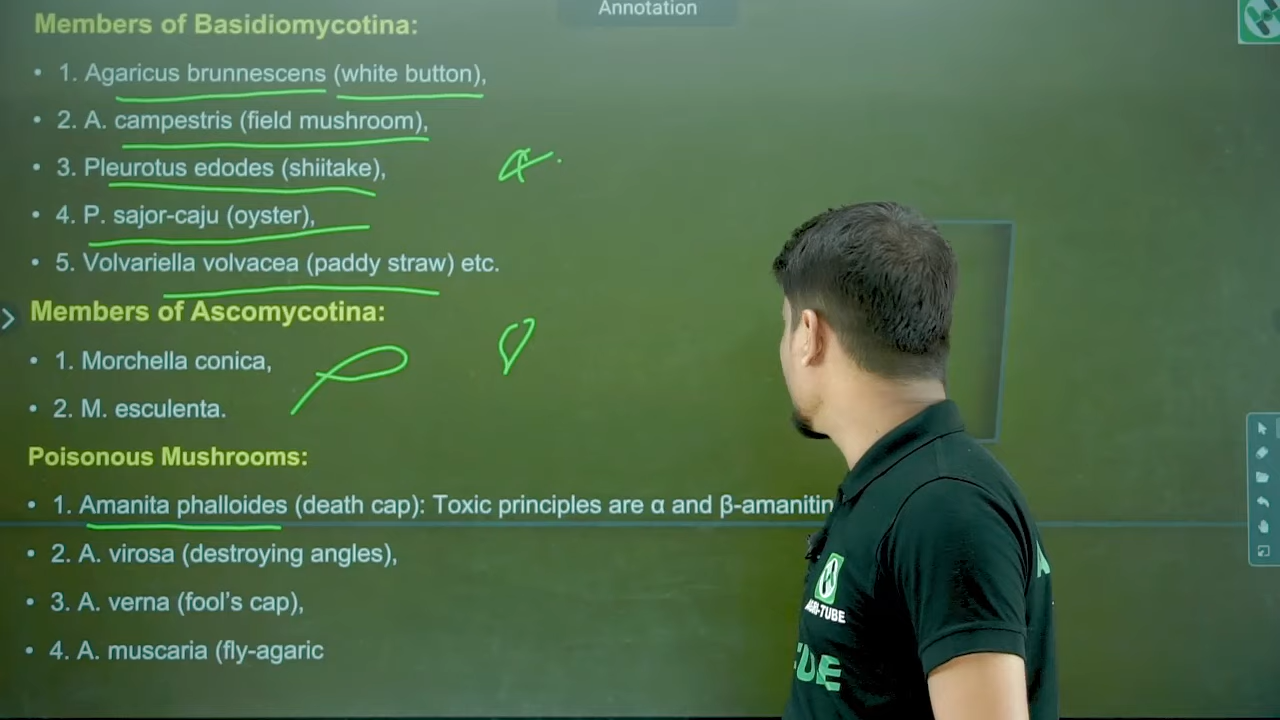 Annotation
Members of Basidiomycotina:
• 1. Agaricus brunnescens (white button),
• 2. A. campestris (field mushroom),
• 3. Pleurotus edodes (shiitake),
• 4. P. sajor-caju (oyster),
• 5. Volvariella volvacea (paddy straw) etc.
Members of Ascomycotina:
• 1. Morchella conica,
• 2. M. esculenta.
Poisonous Mushrooms:
• 1. Amanita phalloides (death cap): Toxic principles are α and β-amanitin
• 2. A. virosa (destroying angles),
• 3. A. verna (fool's cap),
• 4. A. muscaria (fly-agaric